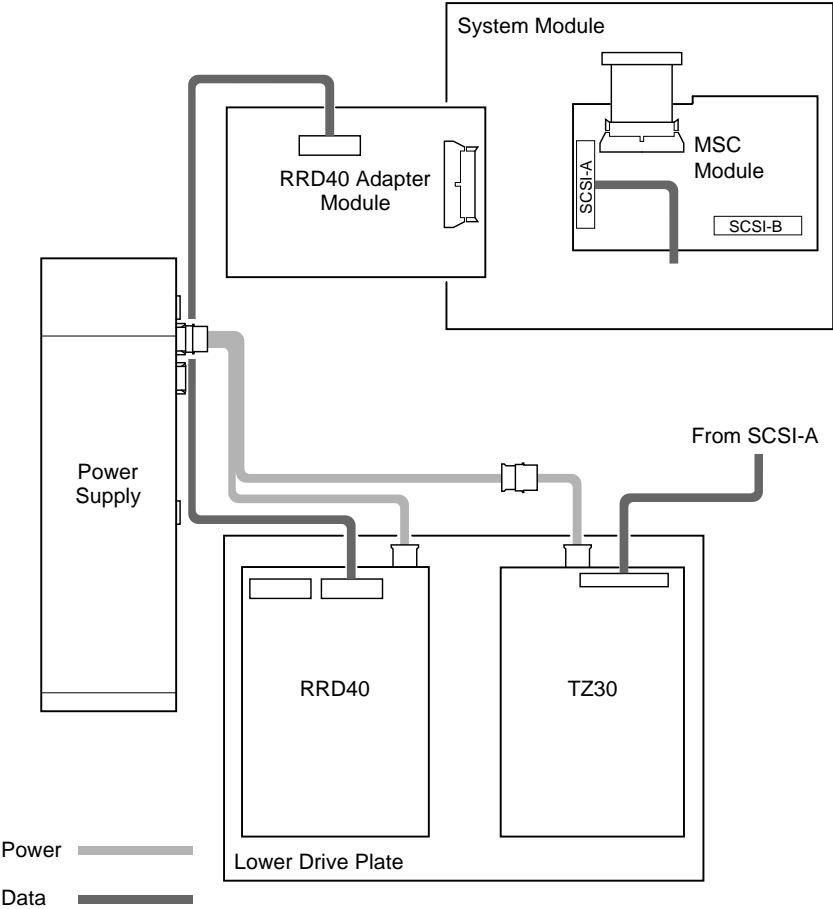 System Module
MSC
Module
SCSI-A
SCSI-B
RRD40 Adapter
Module
From SCSI-A
Power
Supply
RRD40
TZ30
Lower Drive Plate
Power
Data